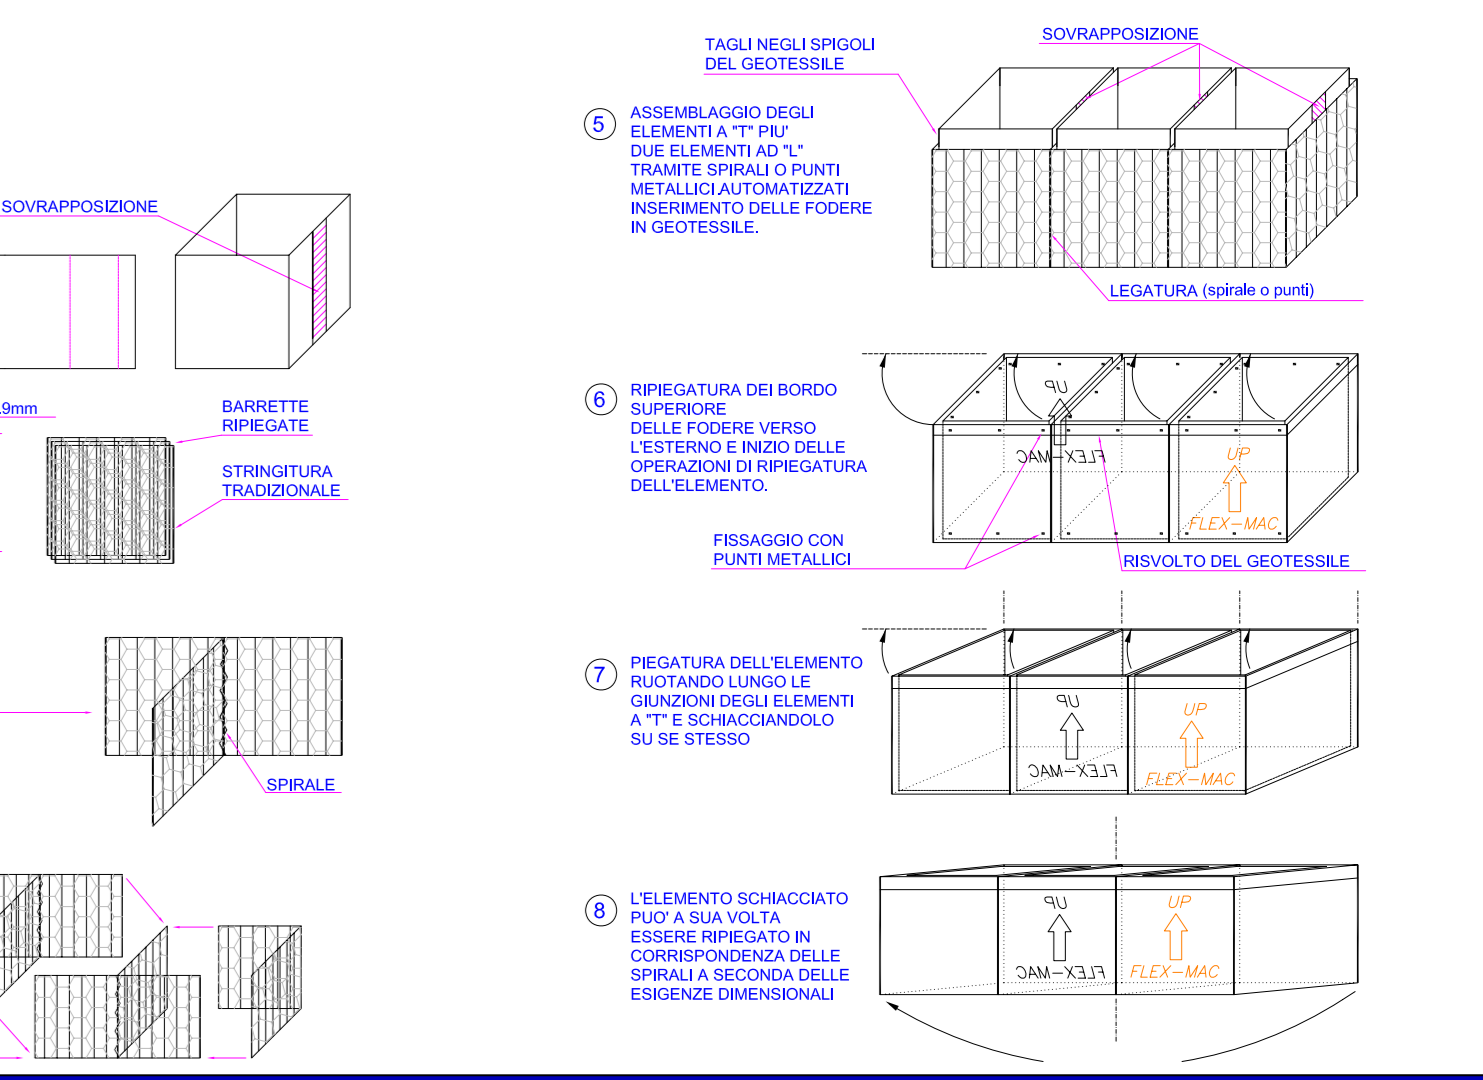 SOVRAPPOSIZIONE
.9mm
BARRETTE
RIPIEGATE
STRINGITURA
TRADIZIONALE
SPIRALE
TAGLI NEGLI SPIGOLI
DEL GEOTESSILE
SOVRAPPOSIZIONE
5
ASSEMBLAGGIO DEGLI
ELEMENTI A "T" PIU'
DUE ELEMENTI AD "L"
TRAMITE SPIRALI O PUNTI
METALLICI.AUTOMATIZZATI
INSERIMENTO DELLE FODERE
IN GEOTESSILE.
LEGATURA (spirale o punti)
6
RIPIEGATURA DEI BORDO
SUPERIORE
DELLE FODERE VERSO
L'ESTERNO E INIZIO DELLE
OPERAZIONI DI RIPIEGATURA
DELL'ELEMENTO.
UP
FLEX-MAC
UP
FLEX-MAC
FISSAGGIO CON
PUNTI METALLICI
RISVOLTO DEL GEOTESSILE
7
PIEGATURA DELL'ELEMENTO
RUOTANDO LUNGO LE
GIUNZIONI DEGLI ELEMENTI
A "T" E SCHIACCIANDOLO
SU SE STESSO
UP
FLEX-MAC
UP
FLEX-MAC
8
L'ELEMENTO SCHIACCIATO
PUO' A SUA VOLTA
ESSERE RIPIEGATO IN
CORRISPONDENZA DELLE
SPIRALI A SECONDA DELLE
ESIGENZE DIMENSIONALI
UP
FLEX-MAC
UP
FLEX-MAC